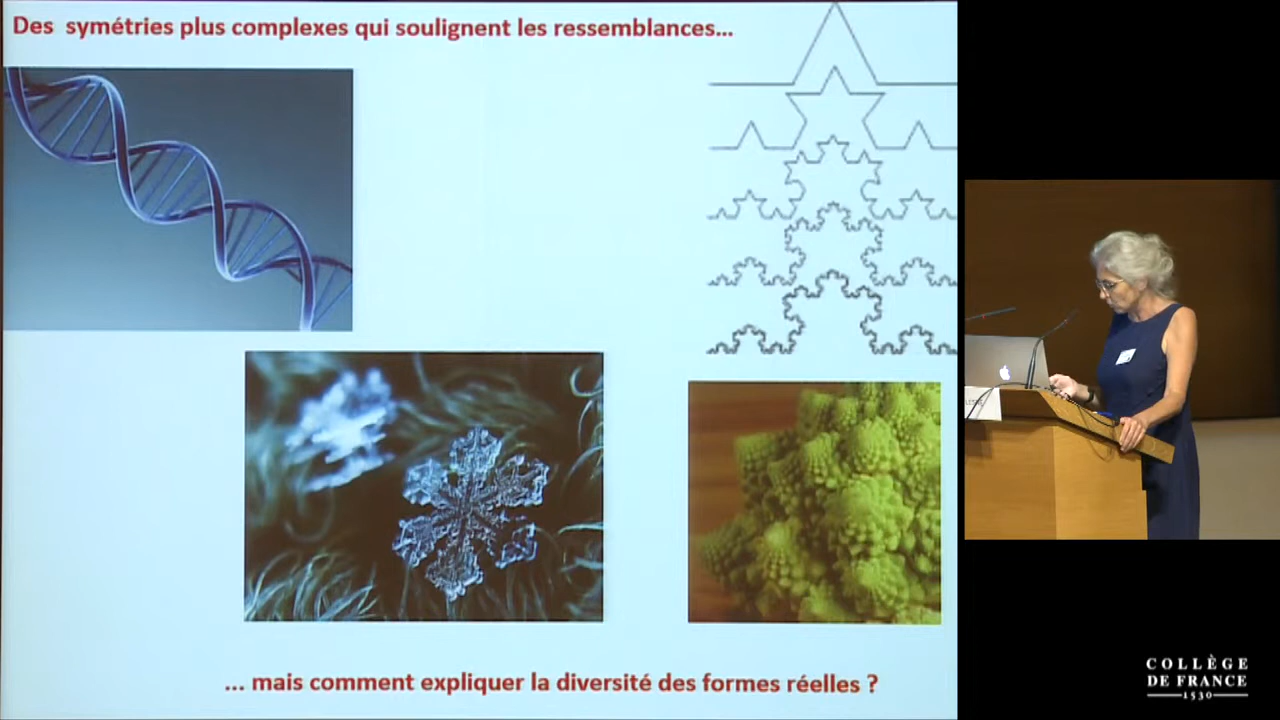 Des symétries plus complexes qui soulignent les ressemblances...
... mais comment expliquer la diversité des formes réelles ?
COLLÈGE
DE FRANCE
1530